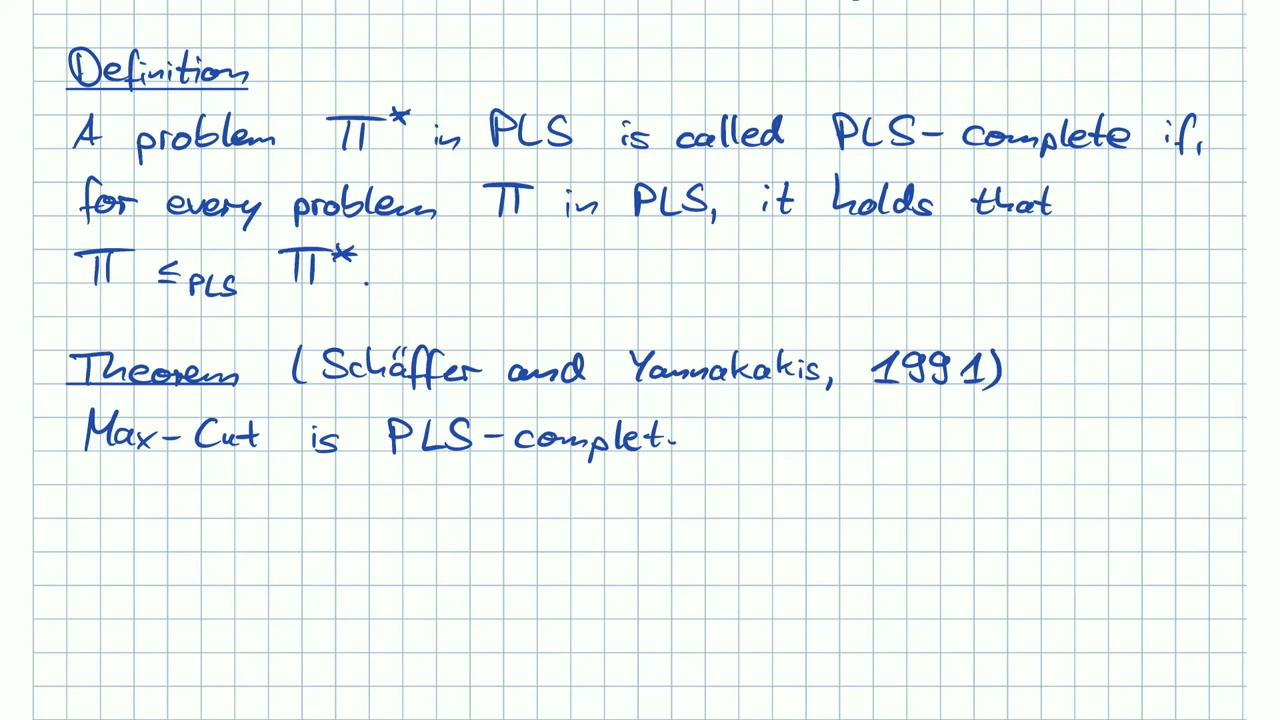 Definition
A problem Π* in PLS is called PLS-complete if,
for every problem Π in PLS, it holds that
Π ≤PLS Π*.
Theorem (Schäffer and Yannakakis, 1991)
Max-Cut is PLS-complet.